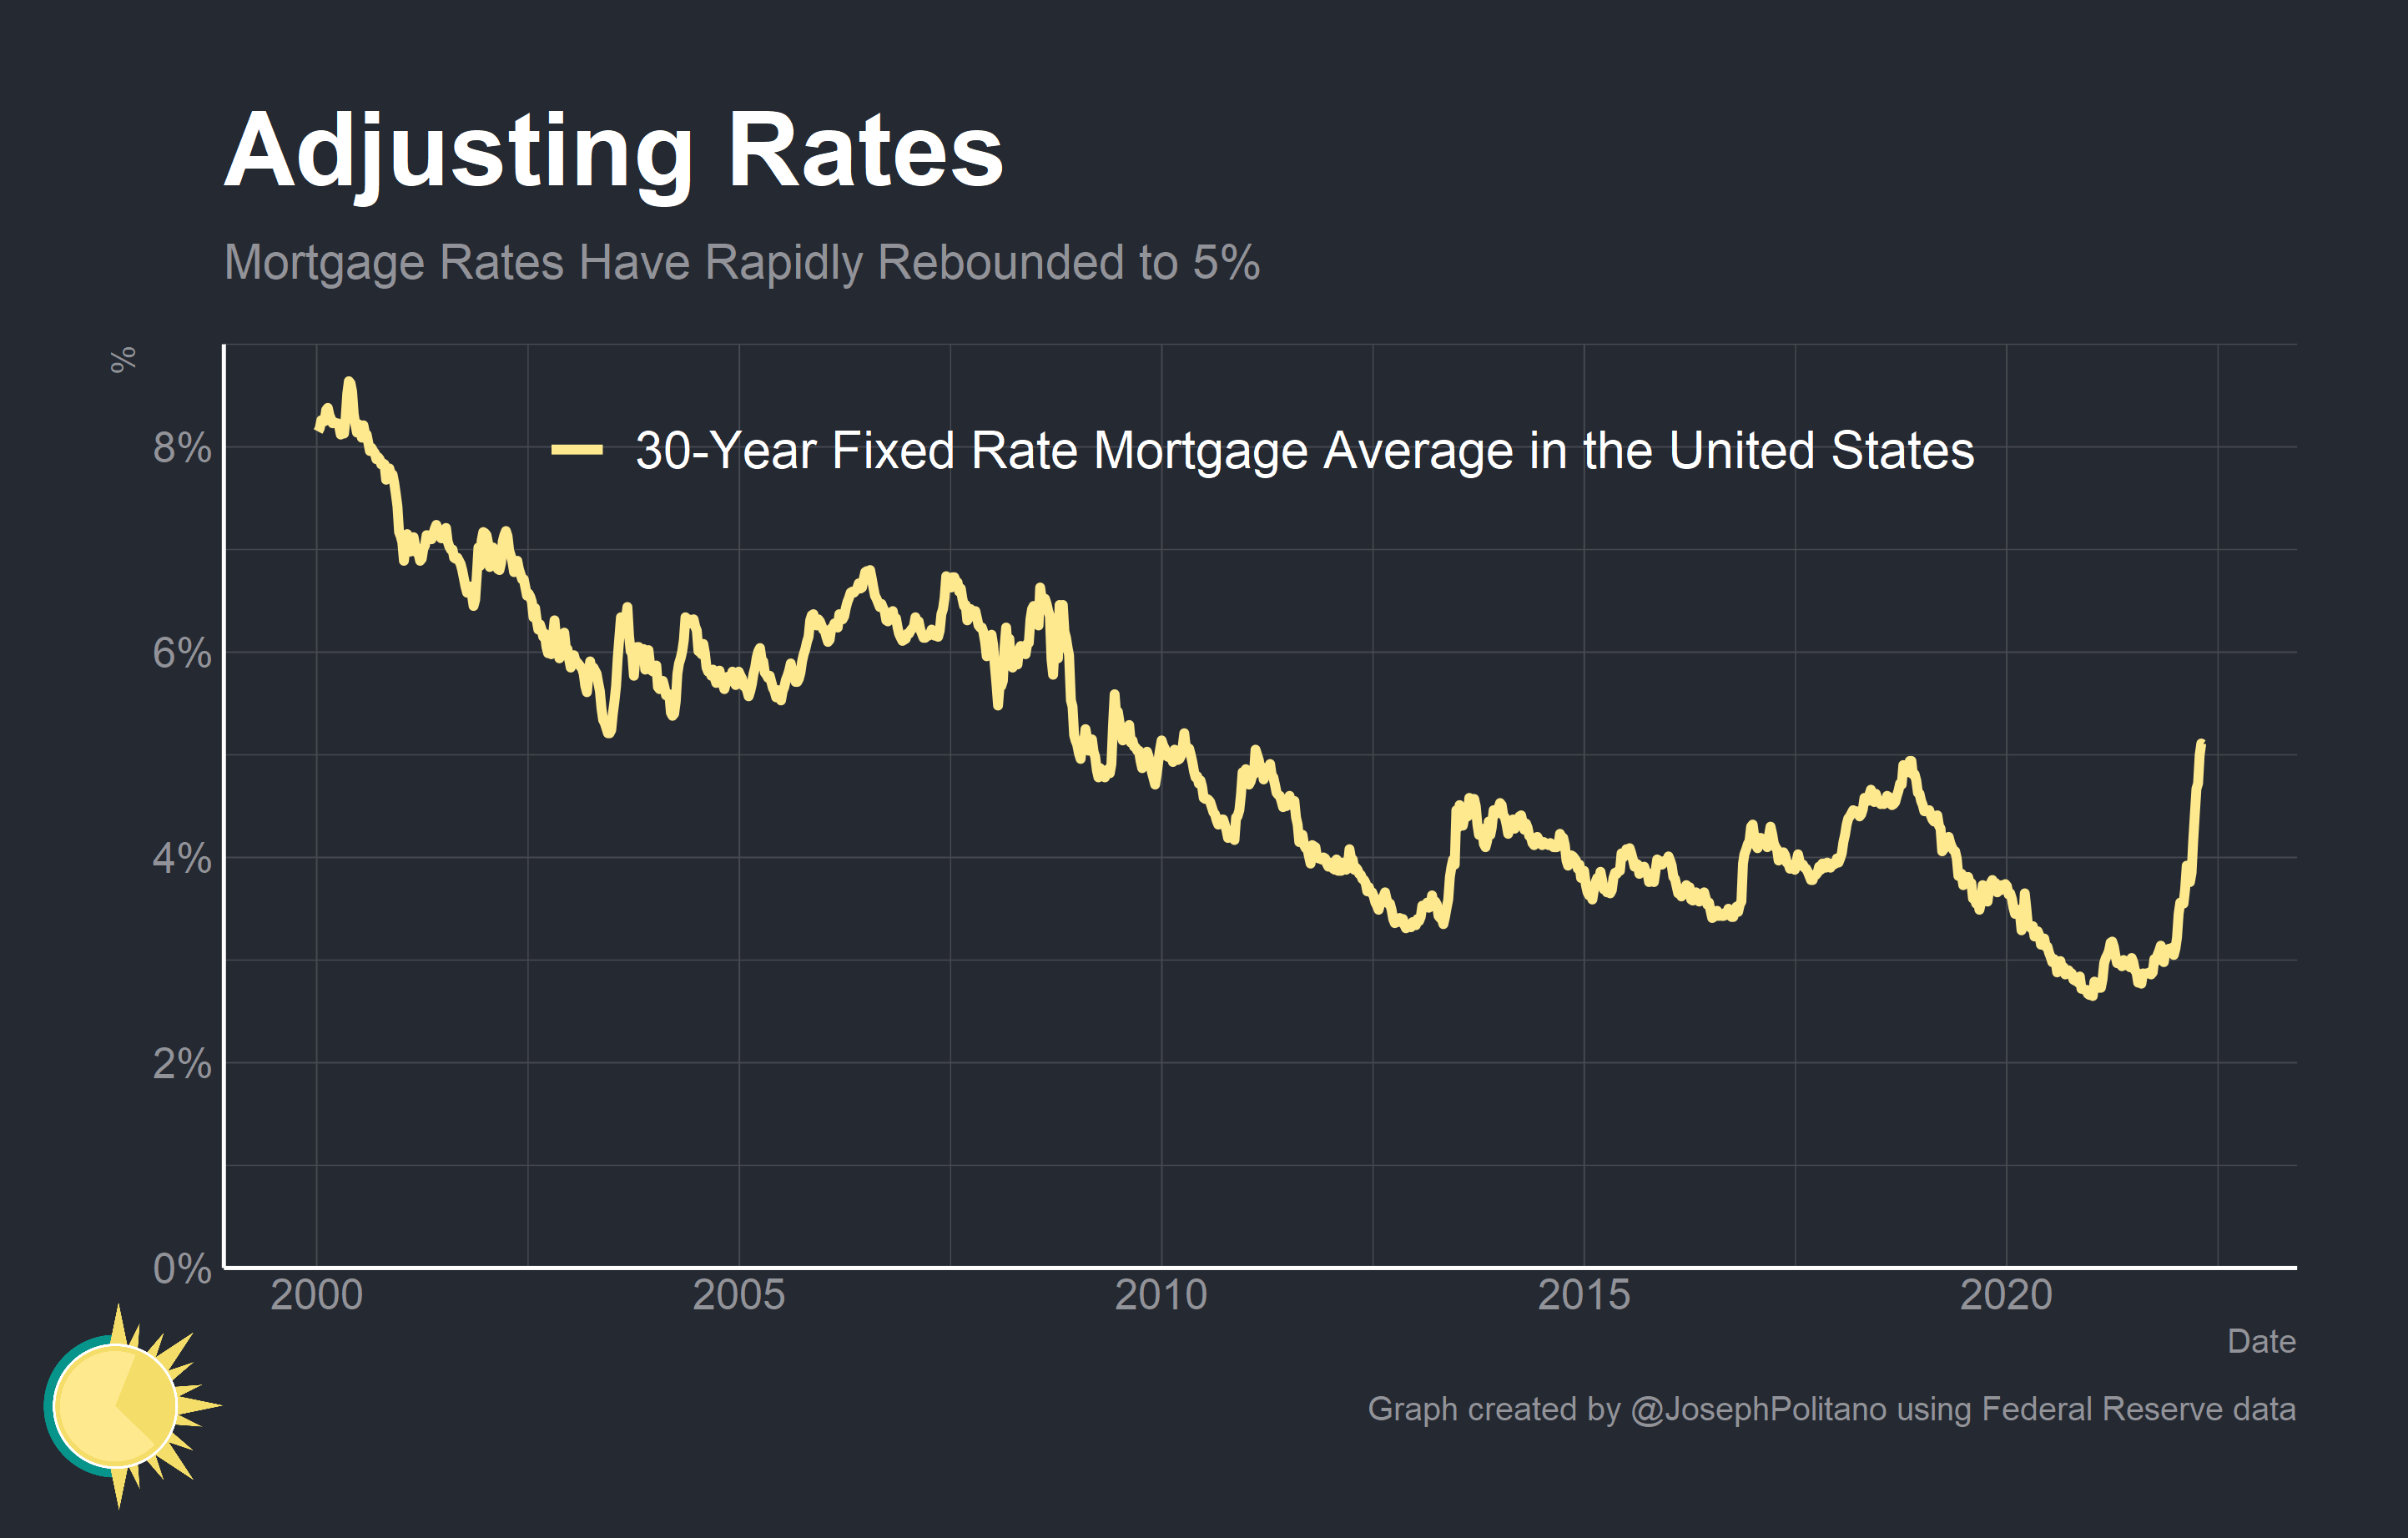 Adjusting Rates
Mortgage Rates Have Rapidly Rebounded to 5%
%
30-Year Fixed Rate Mortgage Average in the United States
8%
6%
4%
2%
0%
2000 2005 2010 2015 2020
Date
Graph created by @JosephPolitano using Federal Reserve data